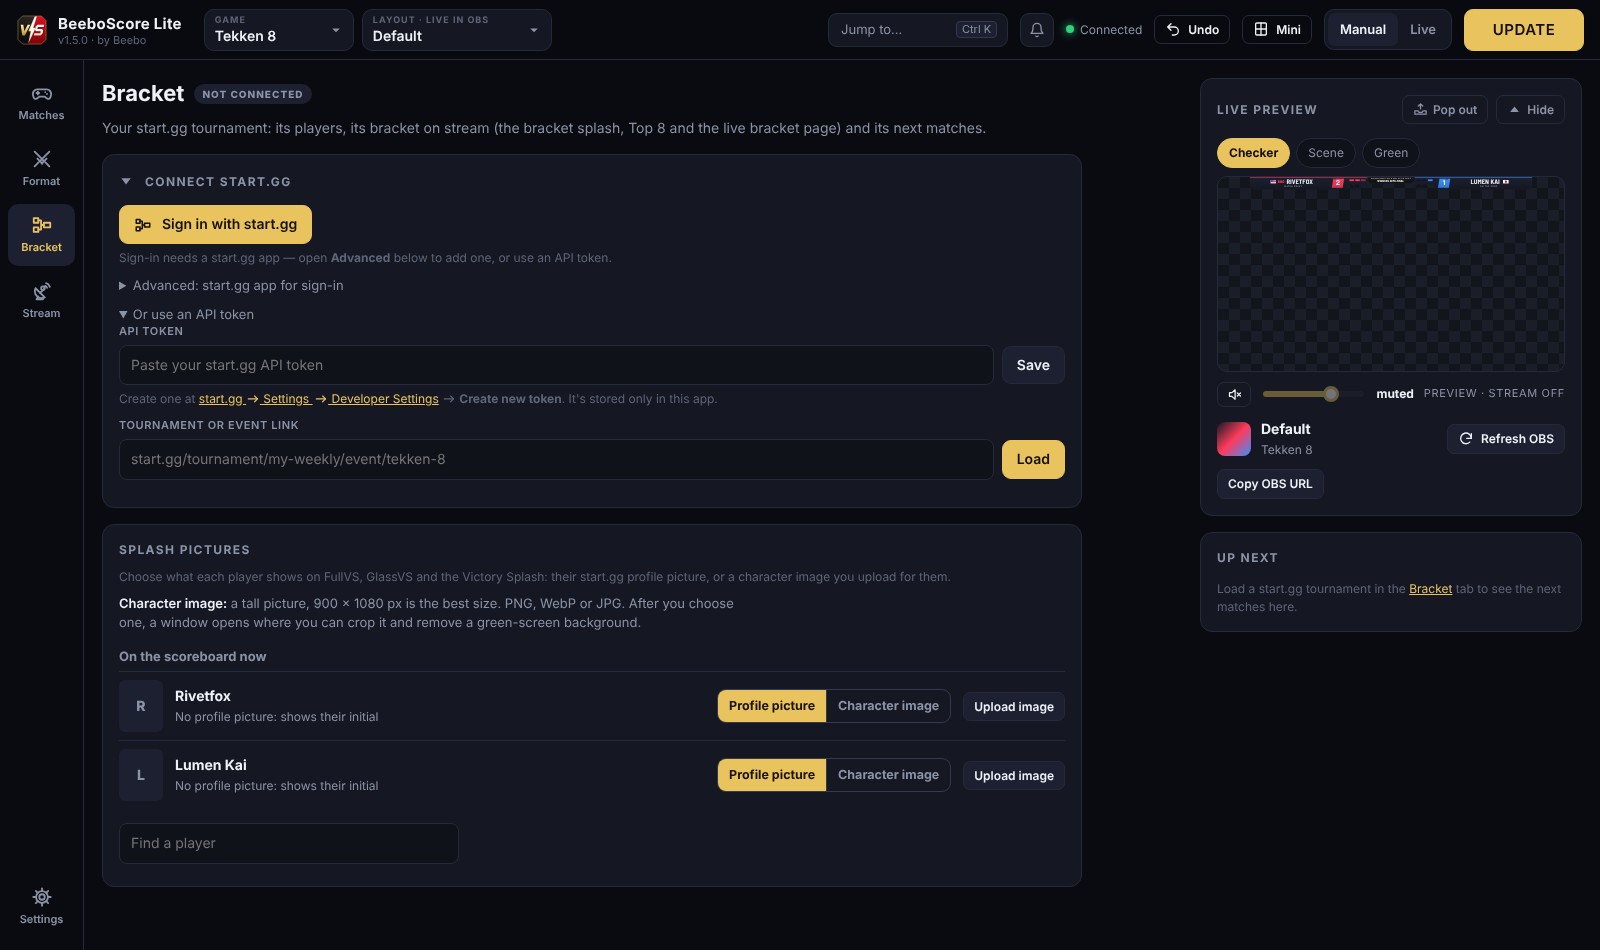 BeeboScore Lite
v1.5.0 · by Beebo
GAME
Tekken 8
LAYOUT · LIVE IN OBS
Default
Jump to...
Ctrl K
Connected
Undo
Mini
Manual
Live
UPDATE
Matches
Format
Bracket
Stream
Settings
Bracket
NOT CONNECTED
Your start.gg tournament: its players, its bracket on stream (the bracket splash, Top 8 and the live bracket page) and its next matches.
CONNECT START.GG
Sign in with start.gg
Sign-in needs a start.gg app — open Advanced below to add one, or use an API token.
Advanced: start.gg app for sign-in
Or use an API token
API TOKEN
Paste your start.gg API token
Save
Create one at start.gg → Settings → Developer Settings → Create new token. It's stored only in this app.
TOURNAMENT OR EVENT LINK
start.gg/tournament/my-weekly/event/tekken-8
Load
SPLASH PICTURES
Choose what each player shows on FullVS, GlassVS and the Victory Splash: their start.gg profile picture, or a character image you upload for them.
Character image: a tall picture, 900 × 1080 px is the best size. PNG, WebP or JPG. After you choose
one, a window opens where you can crop it and remove a green-screen background.
On the scoreboard now
R
Rivetfox
No profile picture: shows their initial
Profile picture
Character image
Upload image
L
Lumen Kai
No profile picture: shows their initial
Profile picture
Character image
Upload image
Find a player
LIVE PREVIEW
Pop out
Hide
Checker
Scene
Green
RIVETFOX
2
1
LUMEN KAI
muted
PREVIEW · STREAM OFF
Default
Tekken 8
Refresh OBS
Copy OBS URL
UP NEXT
Load a start.gg tournament in the Bracket tab to see the next
matches here.